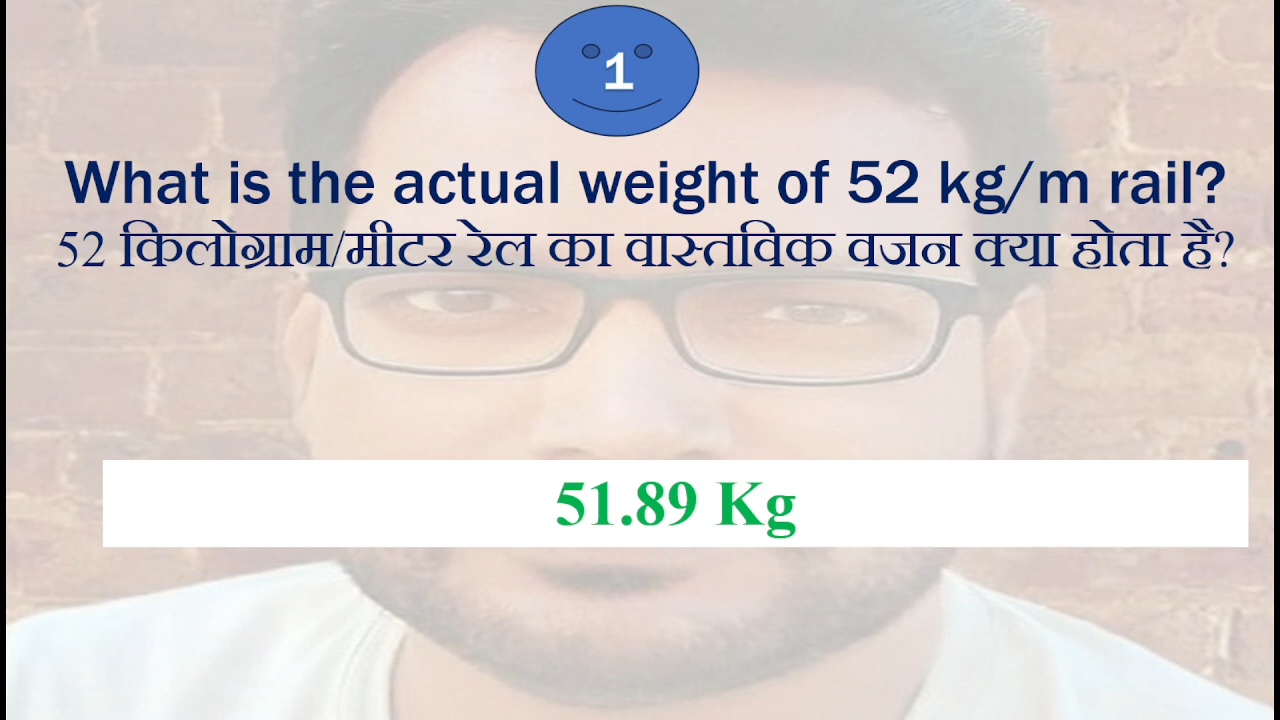 1
What is the actual weight of 52 kg/m rail?
52 किलोग्राम/मीटर रेल का वास्तविक वजन क्या होता है?
51.89 Kg